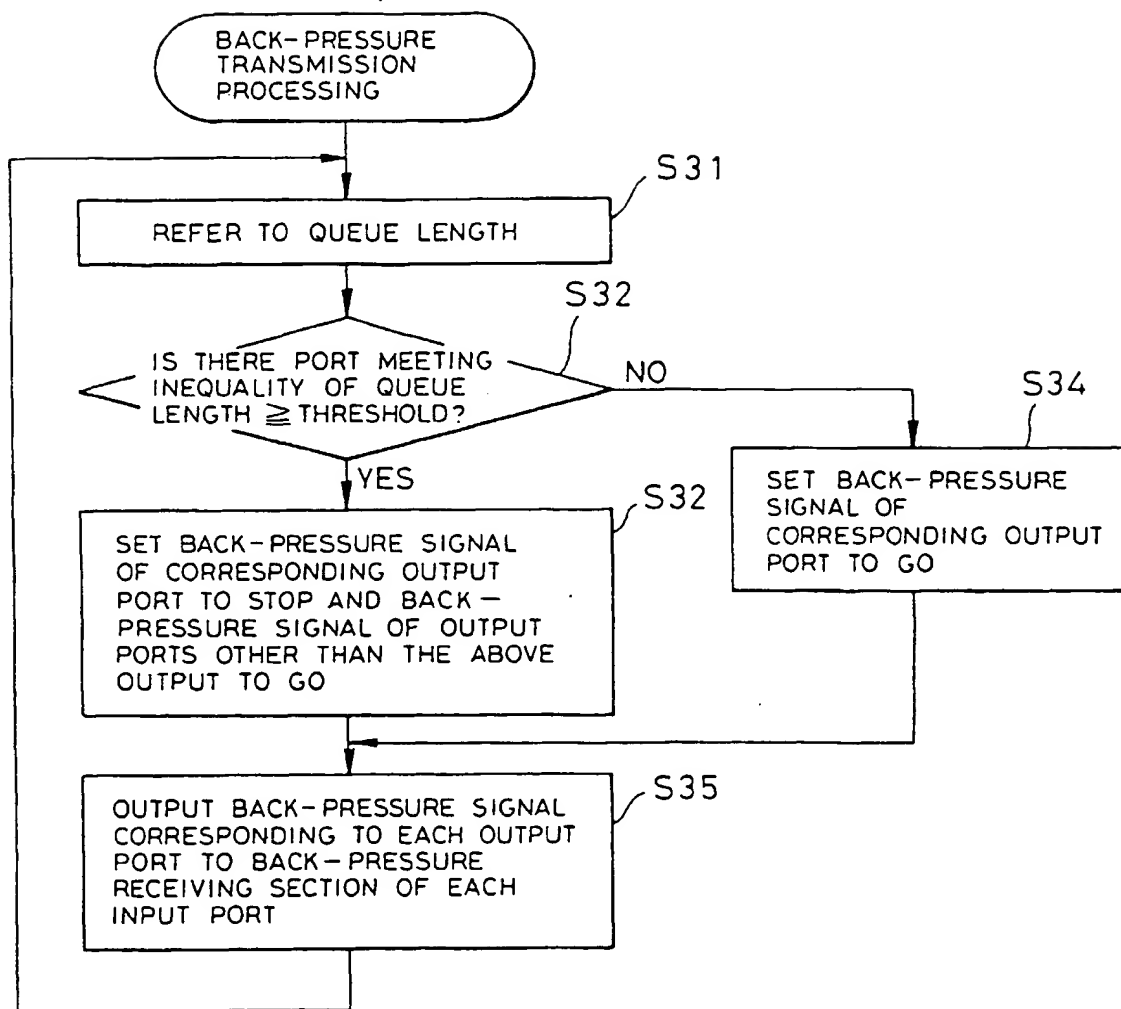 BACK-PRESSURE
TRANSMISSION
PROCESSING
S31
REFER TO QUEUE LENGTH
S32
IS THERE PORT MEETING
INEQUALITY OF QUEUE
LENGTH ≧ THRESHOLD?
NO
YES
S34
SET BACK-PRESSURE
SIGNAL OF
CORRESPONDING OUTPUT
PORT TO GO
S32
SET BACK-PRESSURE SIGNAL
OF CORRESPONDING OUTPUT
PORT TO STOP AND BACK-
PRESSURE SIGNAL OF OUTPUT
PORTS OTHER THAN THE ABOVE
OUTPUT TO GO
S35
OUTPUT BACK-PRESSURE SIGNAL
CORRESPONDING TO EACH OUTPUT
PORT TO BACK-PRESSURE
RECEIVING SECTION OF EACH
INPUT PORT